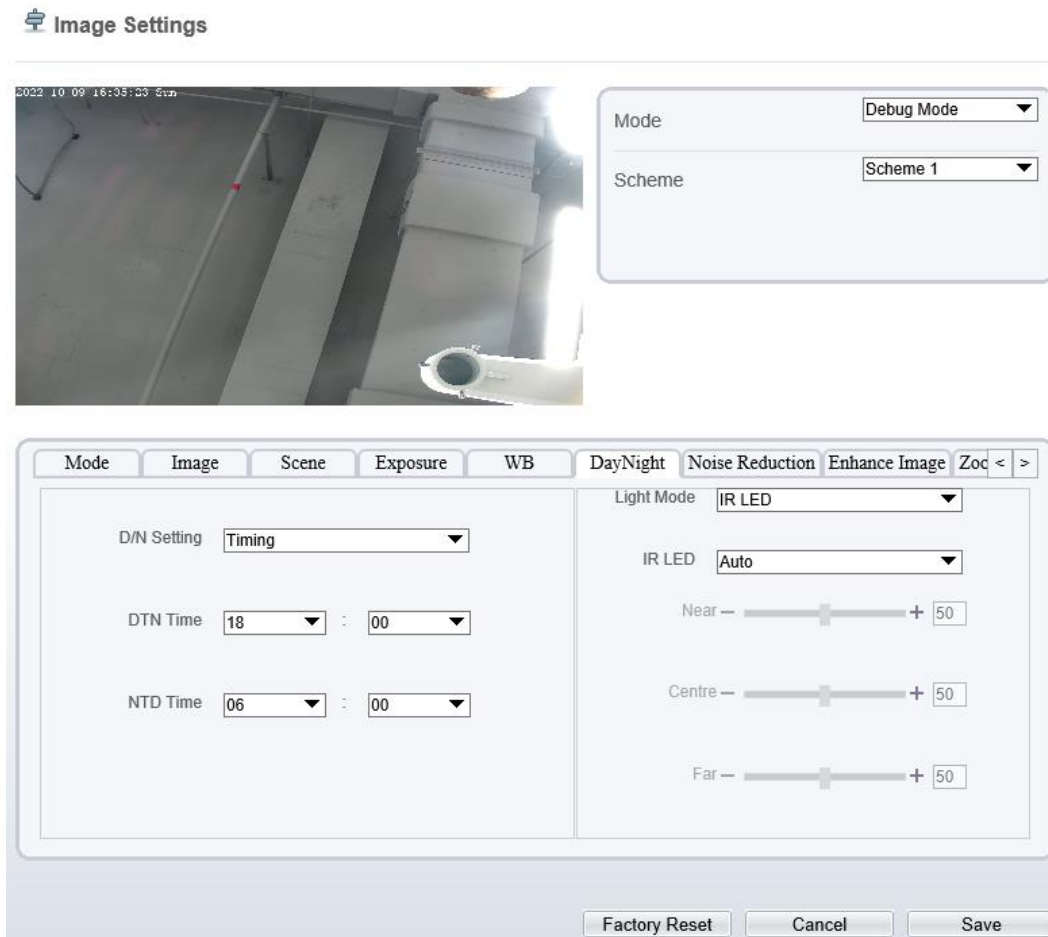 Image Settings
2022 10 09 16:35:23 Sun
Mode Debug Mode
Scheme Scheme 1
Mode Image Scene Exposure WB DayNight Noise Reduction Enhance Image Zoc < >
Light Mode IR LED
D/N Setting Timing
IR LED Auto
Near − + 50
DTN Time 18 : 00
Centre − + 50
NTD Time 06 : 00
Far − + 50
Factory Reset Cancel Save